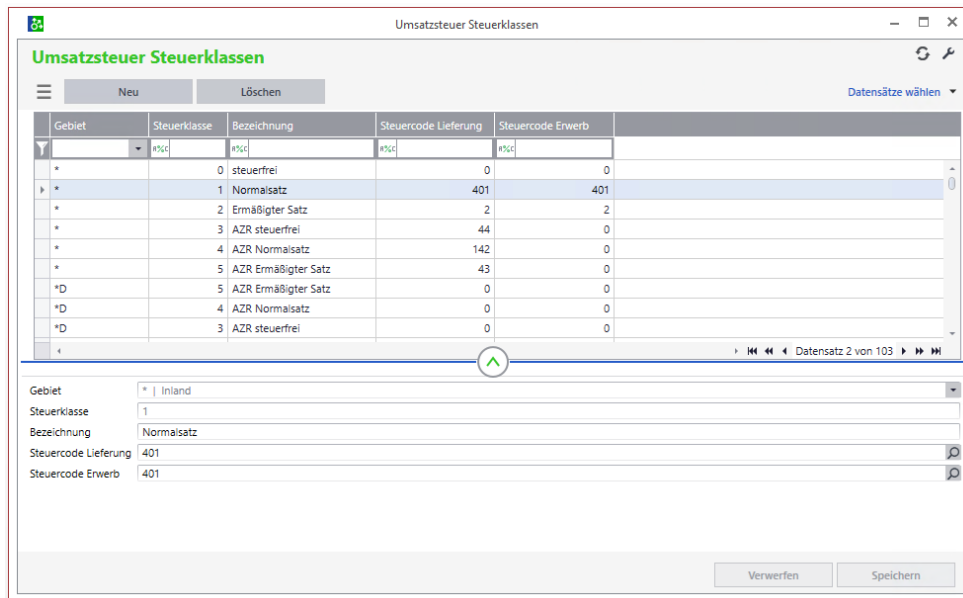 Umsatzsteuer Steuerklassen
Umsatzsteuer Steuerklassen
Neu Löschen Datensätze wählen
Gebiet Steuerklasse Bezeichnung Steuercode Lieferung Steuercode Erwerb
* 0 steuerfrei 0 0
* 1 Normalsatz 401 401
* 2 Ermäßigter Satz 2 2
* 3 AZR steuerfrei 44 0
* 4 AZR Normalsatz 142 0
* 5 AZR Ermäßigter Satz 43 0
*D 5 AZR Ermäßigter Satz 0 0
*D 4 AZR Normalsatz 0 0
*D 3 AZR steuerfrei 0 0
Datensatz 2 von 103
Gebiet * | Inland
Steuerklasse 1
Bezeichnung Normalsatz
Steuercode Lieferung 401
Steuercode Erwerb 401
Verwerfen Speichern